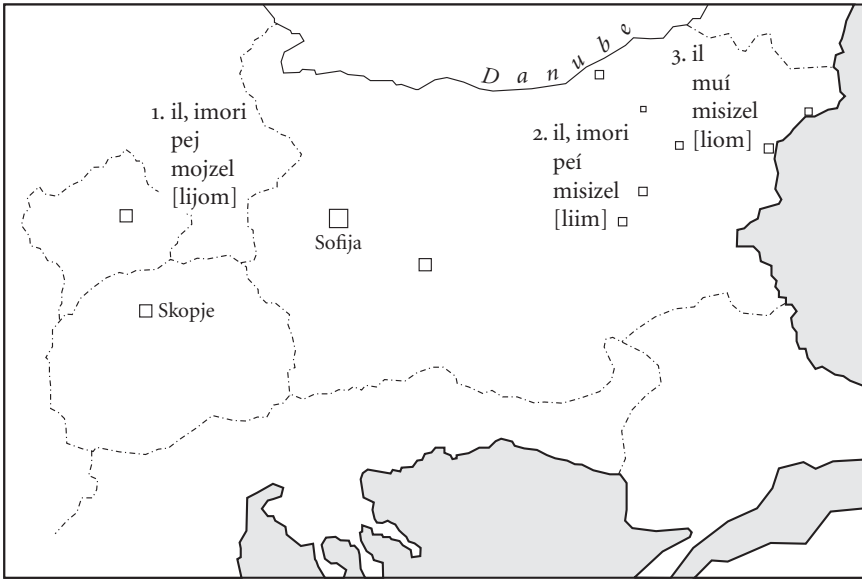 Danube
3. il
muí
misizel
[liom]
1. il, imori
pej
mojzel
[lijom]
2. il, imori
peí
misizel
[liim]
Sofija
Skopje